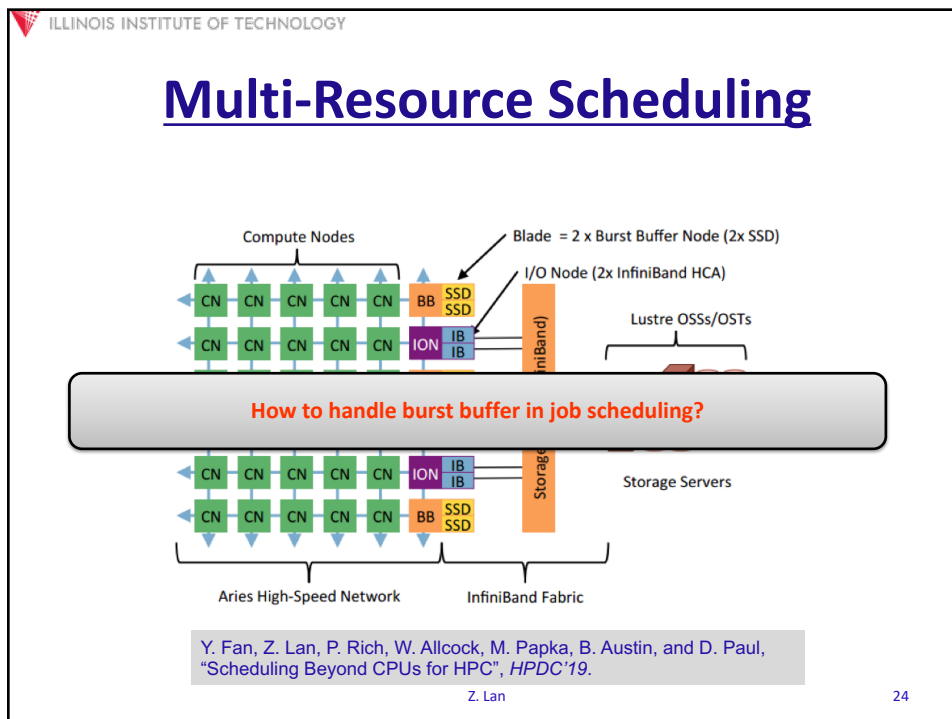 ILLINOIS INSTITUTE OF TECHNOLOGY
Multi-Resource Scheduling
Compute Nodes
Blade = 2 x Burst Buffer Node (2x SSD)
I/O Node (2x InfiniBand HCA)
Lustre OSSs/OSTs
CN CN CN CN CN BB SSD
SSD
CN CN CN CN CN ION IB
IB
How to handle burst buffer in job scheduling?
CN CN CN CN CN ION IB
IB
Storage
iniBand)
Storage Servers
CN CN CN CN CN BB SSD
SSD
Aries High-Speed Network
InfiniBand Fabric
Y. Fan, Z. Lan, P. Rich, W. Allcock, M. Papka, B. Austin, and D. Paul,
“Scheduling Beyond CPUs for HPC”, HPDC’19.
Z. Lan
24